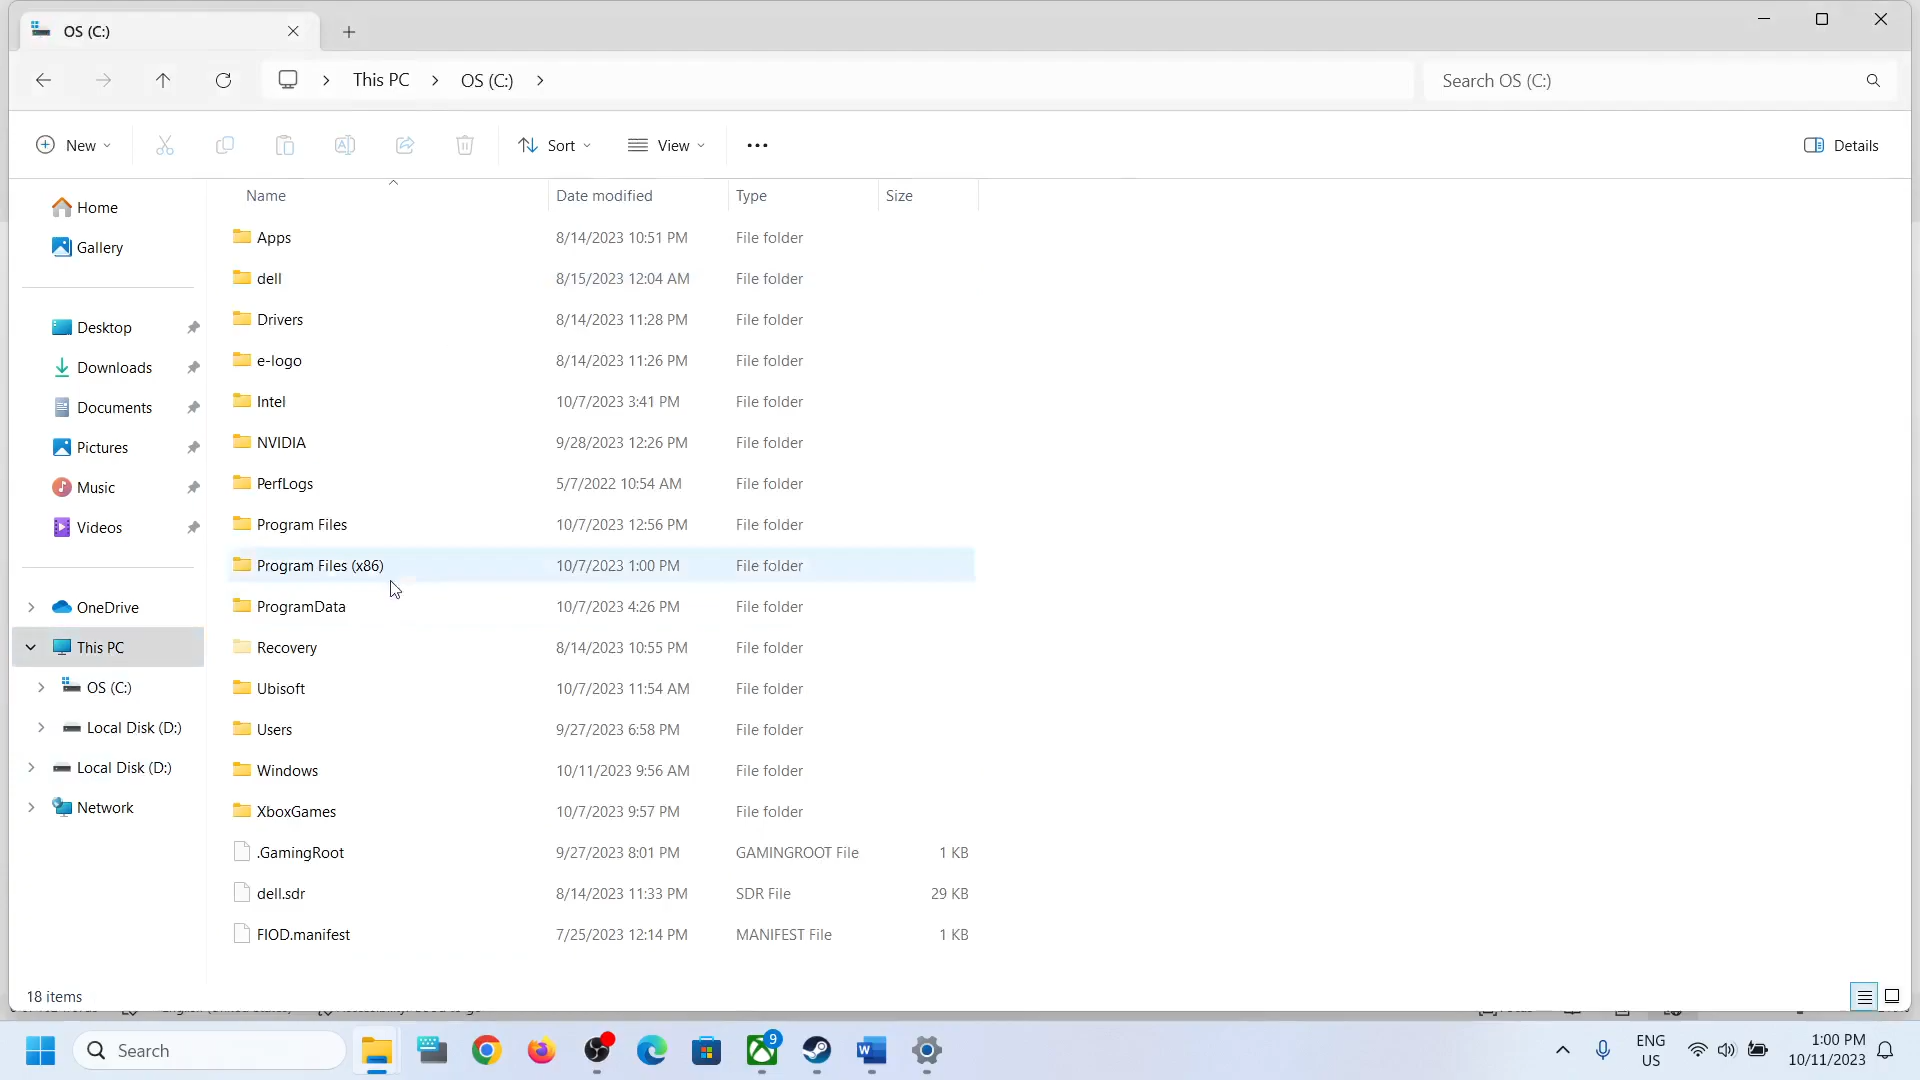 OS (C:)
This PC
OS (C:)
Search OS (C:)
New
Sort
View
Details
Name Date modified Type Size
Home
Gallery
Desktop
Downloads
Documents
Pictures
Music
Videos
OneDrive
This PC
OS (C:)
Local Disk (D:)
Local Disk (D:)
Network
Apps 8/14/2023 10:51 PM File folder
dell 8/15/2023 12:04 AM File folder
Drivers 8/14/2023 11:28 PM File folder
e-logo 8/14/2023 11:26 PM File folder
Intel 10/7/2023 3:41 PM File folder
NVIDIA 9/28/2023 12:26 PM File folder
PerfLogs 5/7/2022 10:54 AM File folder
Program Files 10/7/2023 12:56 PM File folder
Program Files (x86) 10/7/2023 1:00 PM File folder
ProgramData 10/7/2023 4:26 PM File folder
Recovery 8/14/2023 10:55 PM File folder
Ubisoft 10/7/2023 11:54 AM File folder
Users 9/27/2023 6:58 PM File folder
Windows 10/11/2023 9:56 AM File folder
XboxGames 10/7/2023 9:57 PM File folder
.GamingRoot 9/27/2023 8:01 PM GAMINGROOT File 1 KB
dell.sdr 8/14/2023 11:33 PM SDR File 29 KB
FIOD.manifest 7/25/2023 12:14 PM MANIFEST File 1 KB
18 items
Search
9
W
ENG
US
1:00 PM
10/11/2023